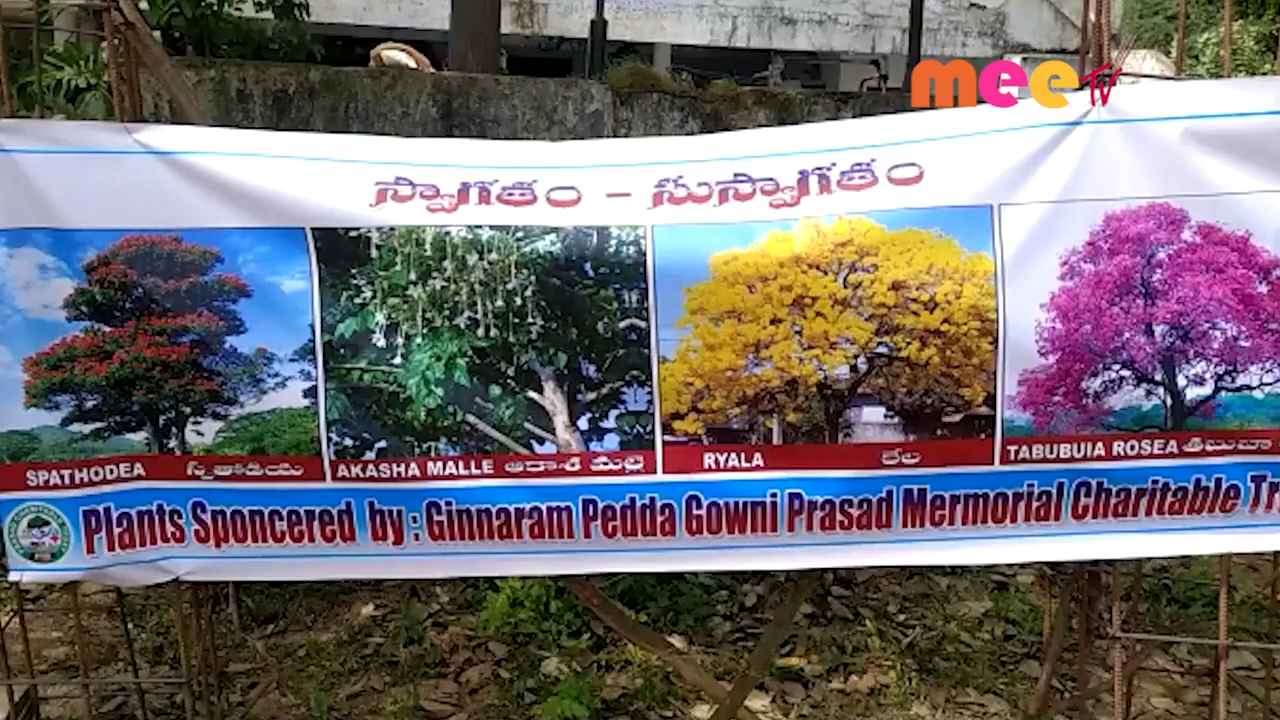 meeTV
స్వాగతం - సుస్వాగతం
SPATHODEA
AKASHA MALLE ఆకాశ మల్లె
RYALA రేల
TABUBUIA ROSEA
Plants Sponcered by : Ginnaram Pedda Gowni Prasad Mermorial Charitable